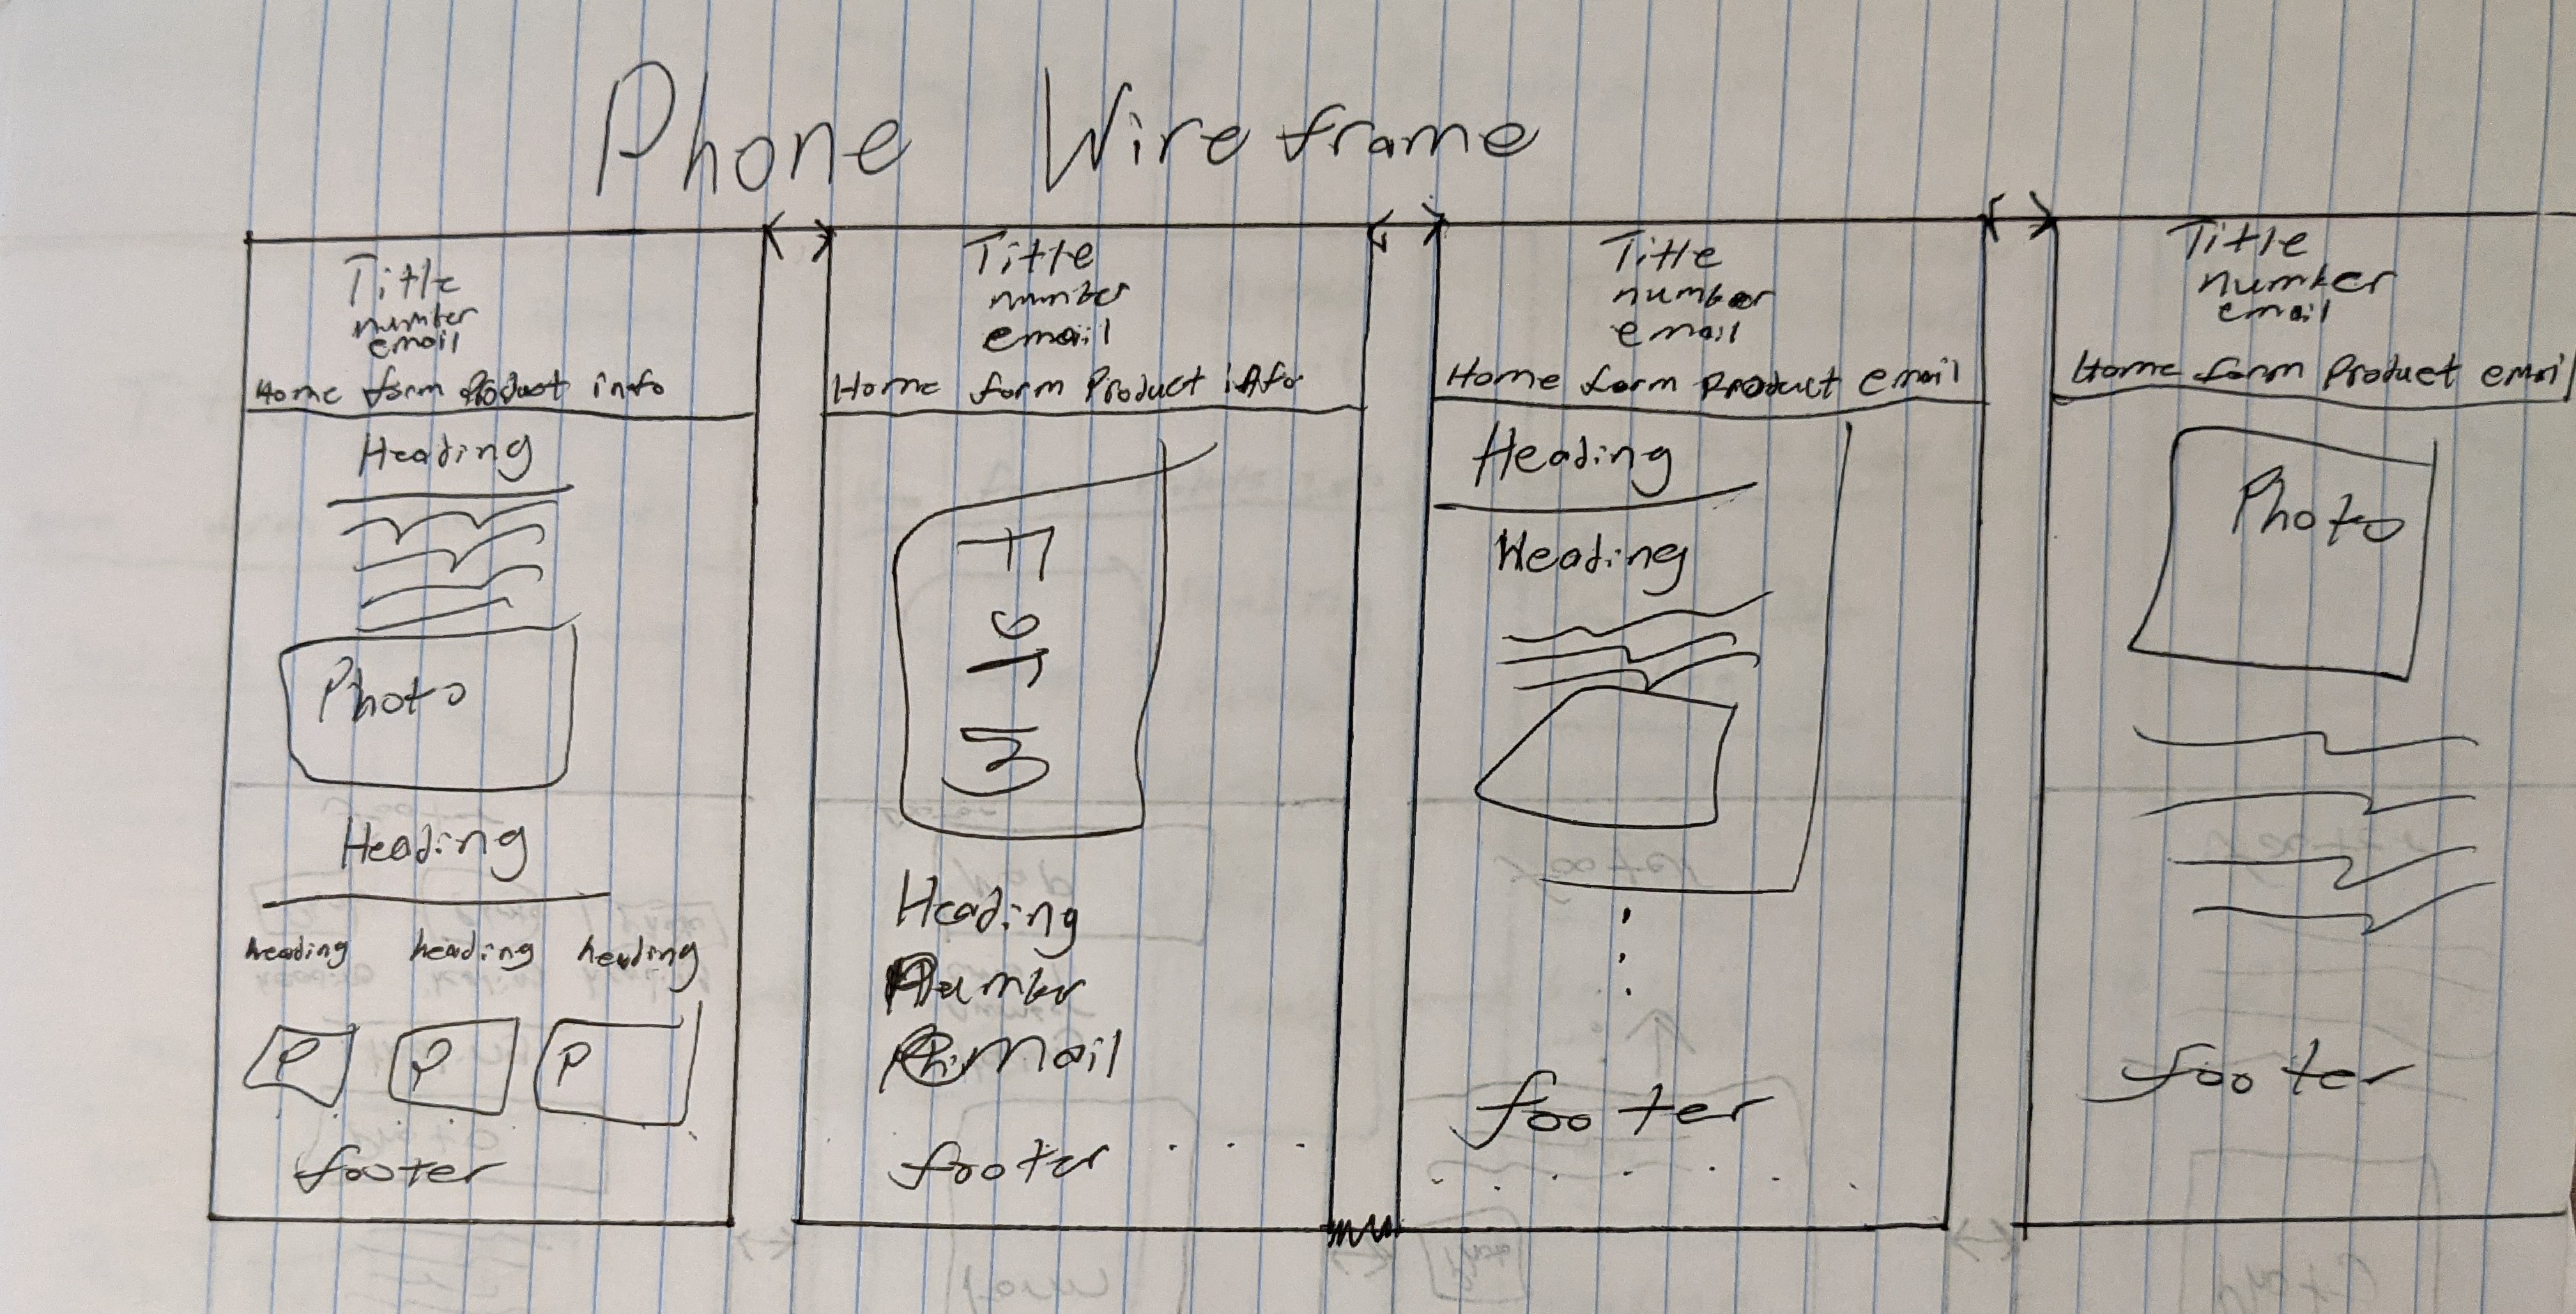 Phone Wireframe
Title
number
email
Home form Product info
Heading
Photo
Heading
heading heading heading
P P P
footer
Title
number
email
Home form Product info
Form
Heading
Number
Mail
footer
Title
number
email
Home form Product email
Heading
Heading
footer
Title
number
email
Home form Product email
Photo
footer